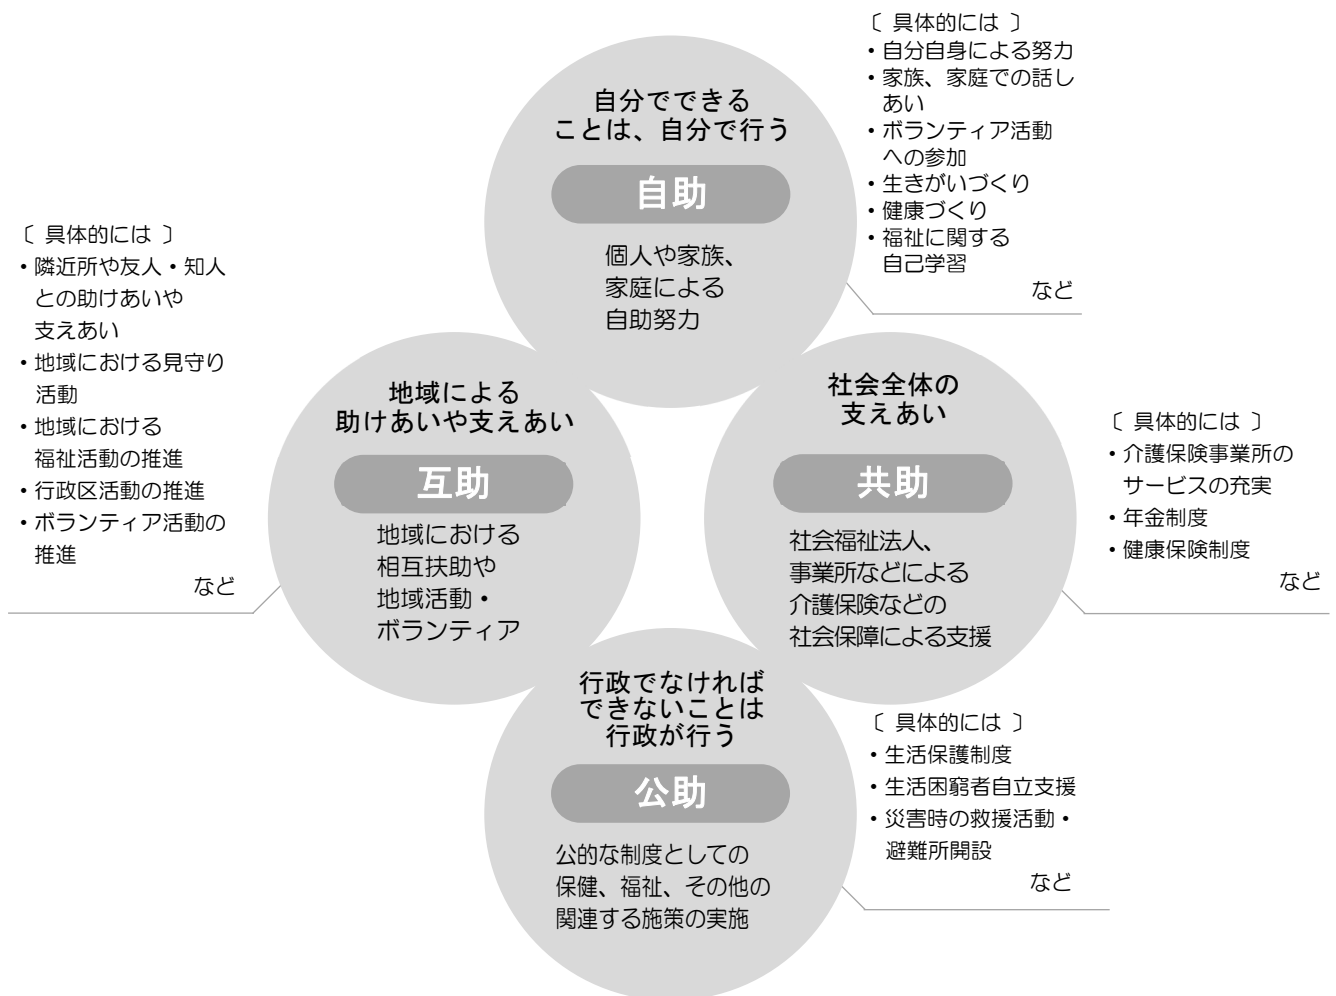 自分でできる
ことは、自分で行う
自助
個人や家族、
家庭による
自助努力
〔 具体的には 〕
・自分自身による努力
・家族、家庭での話し
あい
・ボランティア活動
への参加
・生きがいづくり
・健康づくり
・福祉に関する
自己学習
など
〔 具体的には 〕
・隣近所や友人・知人
との助けあいや
支えあい
・地域における見守り
活動
・地域における
福祉活動の推進
・行政区活動の推進
・ボランティア活動の
推進
など
地域による
助けあいや支えあい
互助
地域における
相互扶助や
地域活動・
ボランティア
社会全体の
支えあい
共助
社会福祉法人、
事業所などによる
介護保険などの
社会保障による支援
〔 具体的には 〕
・介護保険事業所の
サービスの充実
・年金制度
・健康保険制度
など
行政でなければ
できないことは
行政が行う
公助
公的な制度としての
保健、福祉、その他の
関連する施策の実施
〔 具体的には 〕
・生活保護制度
・生活困窮者自立支援
・災害時の救援活動・
避難所開設
など